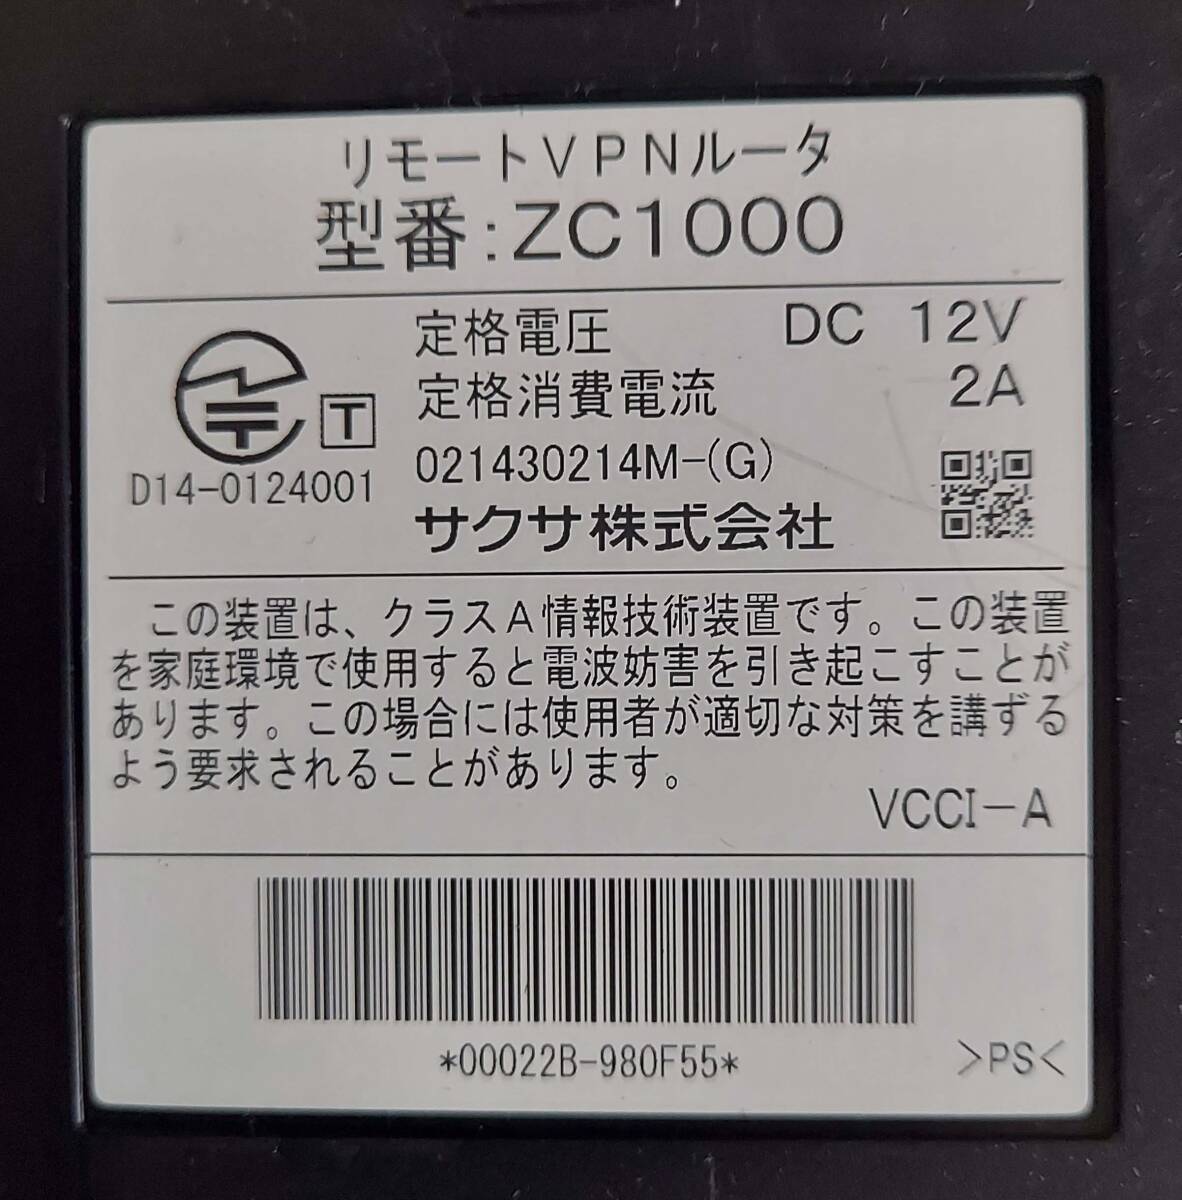 リモートVPNルータ
型番:ZC1000
定格電圧 DC 12V
定格消費電流 2A
T
D14-0124001
021430214M-(G)
サクサ株式会社
この装置は、クラスA情報技術装置です。この装置
を家庭環境で使用すると電波妨害を引き起こすことが
あります。この場合には使用者が適切な対策を講ずる
よう要求されることがあります。
VCCI-A
*00022B-980F55*
>PS<